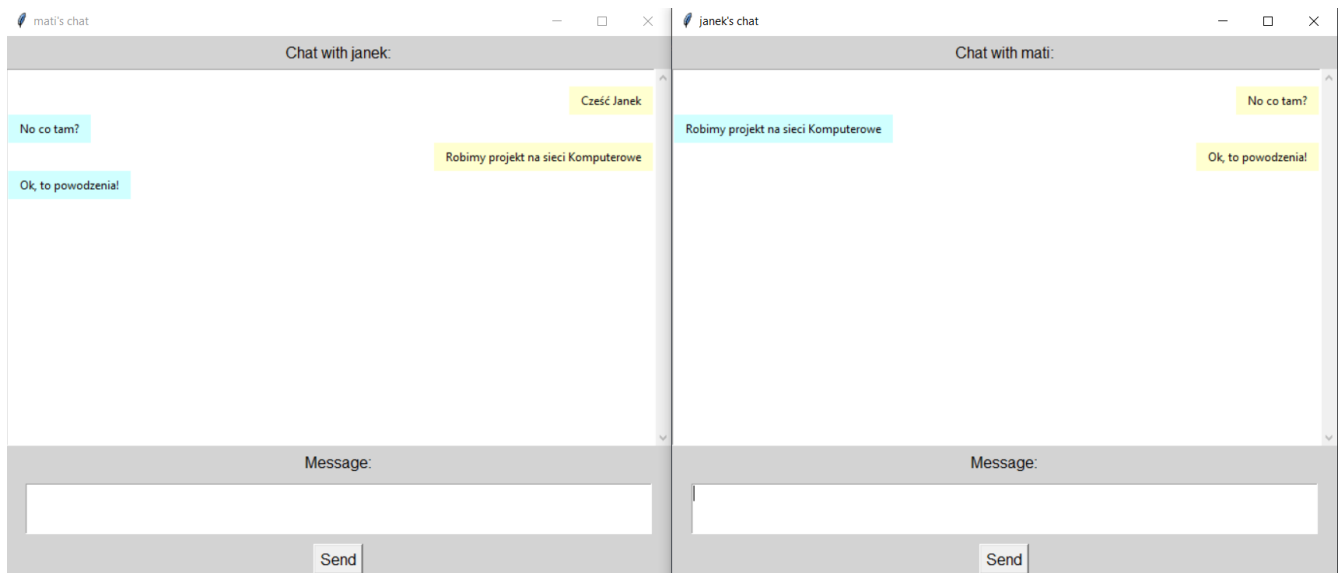 mati's chat
Chat with janek:
Cześć Janek
No co tam?
Robimy projekt na sieci Komputerowe
Ok, to powodzenia!
Message:
Send
janek's chat
Chat with mati:
No co tam?
Robimy projekt na sieci Komputerowe
Ok, to powodzenia!
Message:
Send